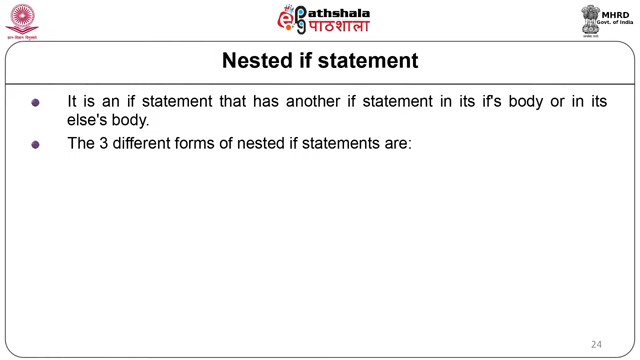 Pathshala
पाठशाला
MHRD
Govt. of India
Nested if statement
It is an if statement that has another if statement in its if's body or in its
else's body.
The 3 different forms of nested if statements are:
24